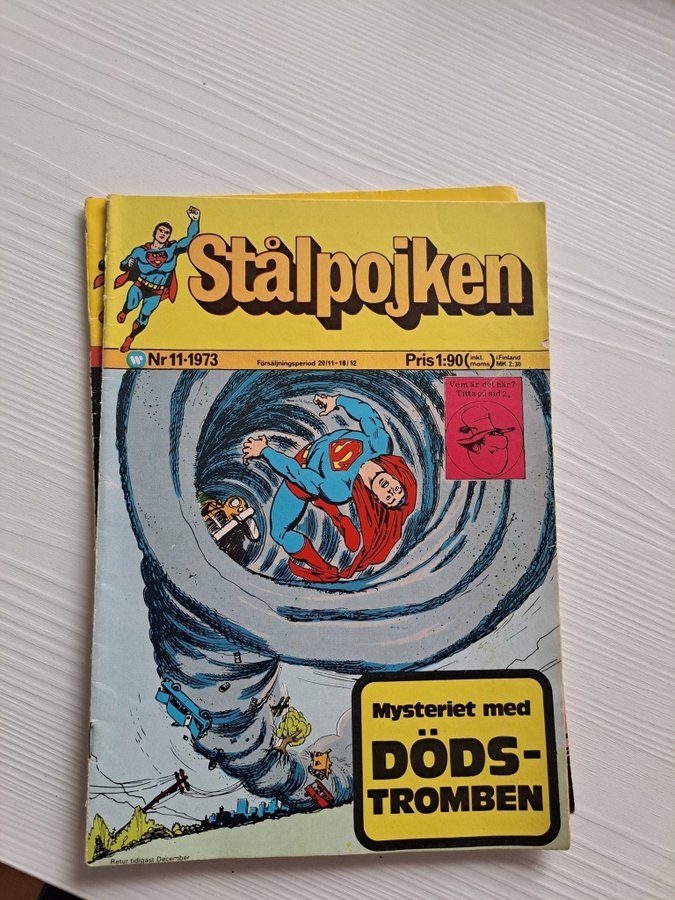 Stålpojken
Nr 11·1973
Försäljningsperiod 20/11-18/12
Pris 1:90 (inkl. moms) i Finland MK 2:30
Vem är det här?
Titta på sid 2.
S
Mysteriet med
DÖDS-
TROMBEN
Retur tidigast December